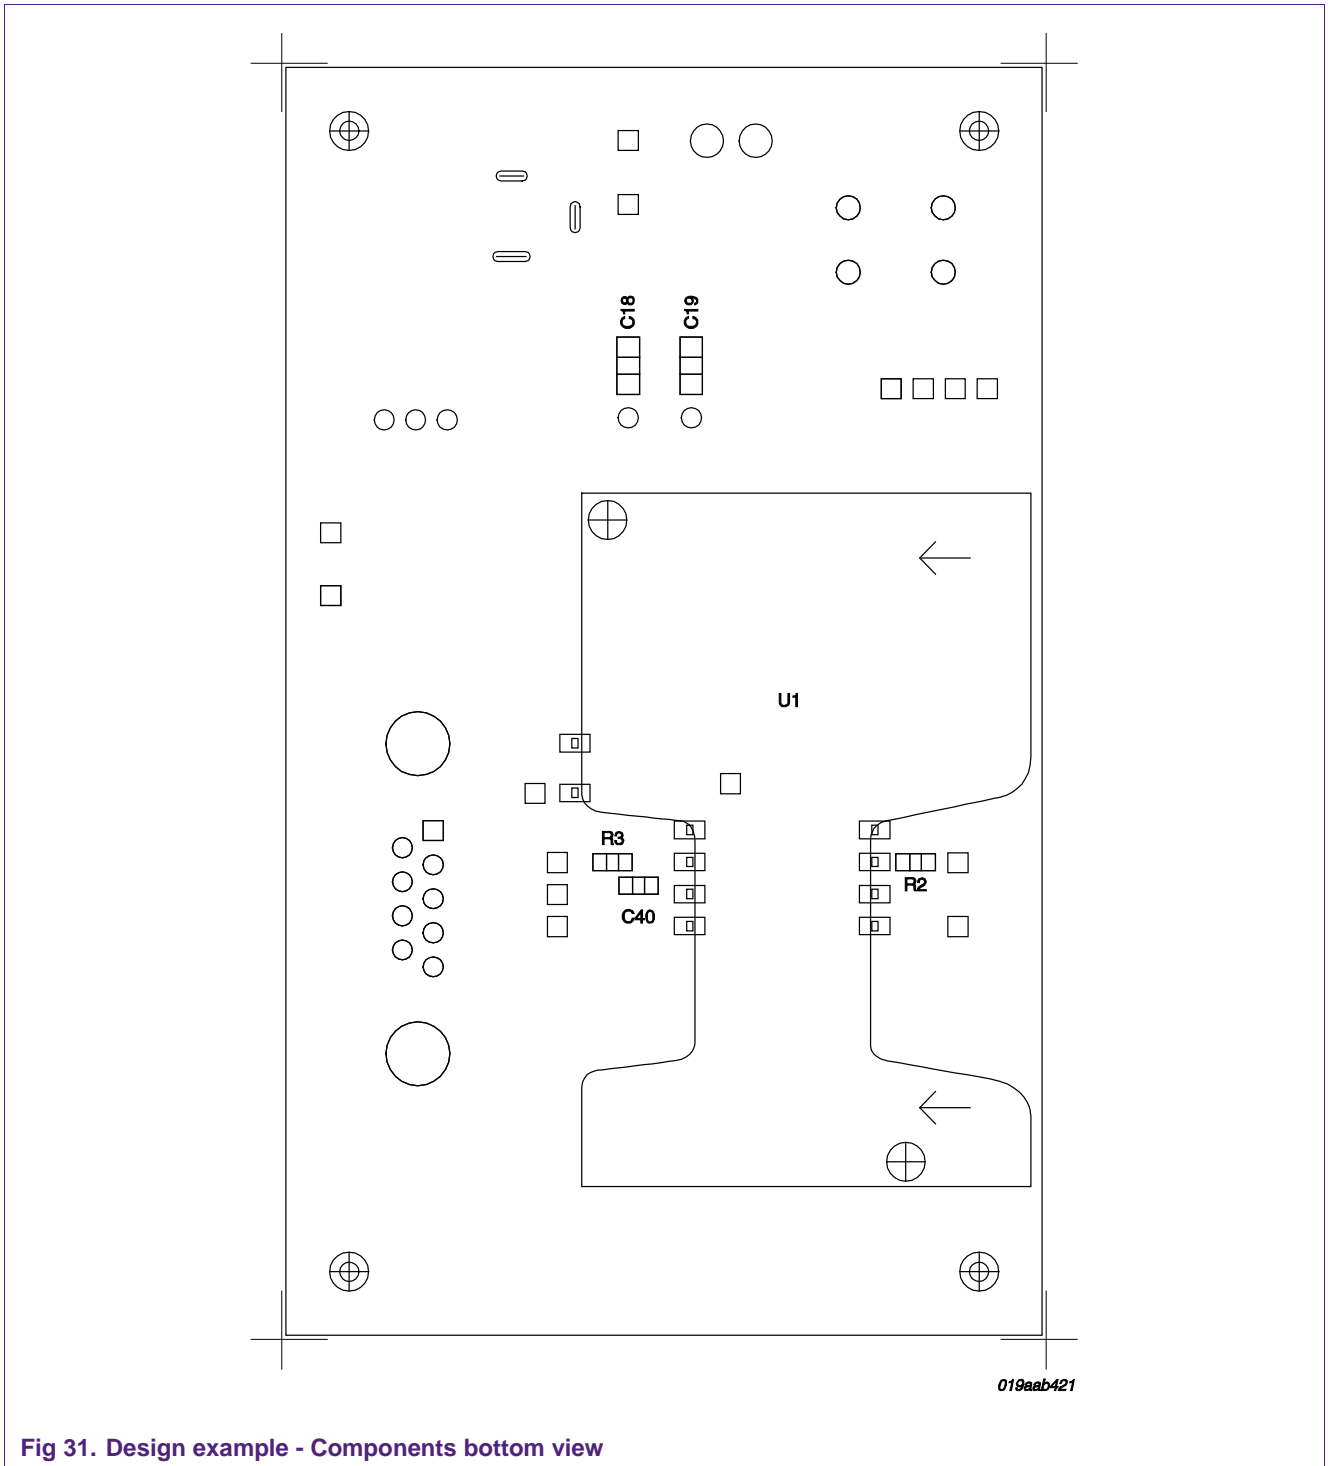 C18
C19
U1
R3
R2
C40
019aab421
Fig 31. Design example - Components bottom view